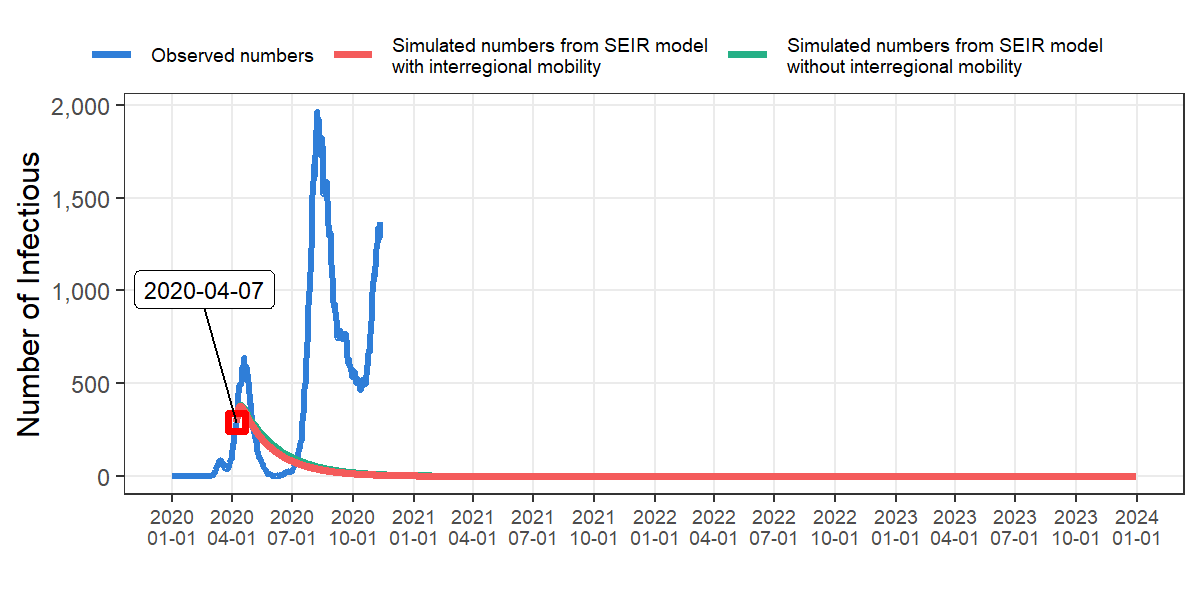 Observed numbers
Simulated numbers from SEIR model
with interregional mobility
Simulated numbers from SEIR model
without interregional mobility
Number of Infectious
2,000
1,500
1,000
500
0
2020-04-07
2020 2020 2020 2020 2021 2021 2021 2021 2022 2022 2022 2022 2023 2023 2023 2023 2024
01-01 04-01 07-01 10-01 01-01 04-01 07-01 10-01 01-01 04-01 07-01 10-01 01-01 04-01 07-01 10-01 01-01